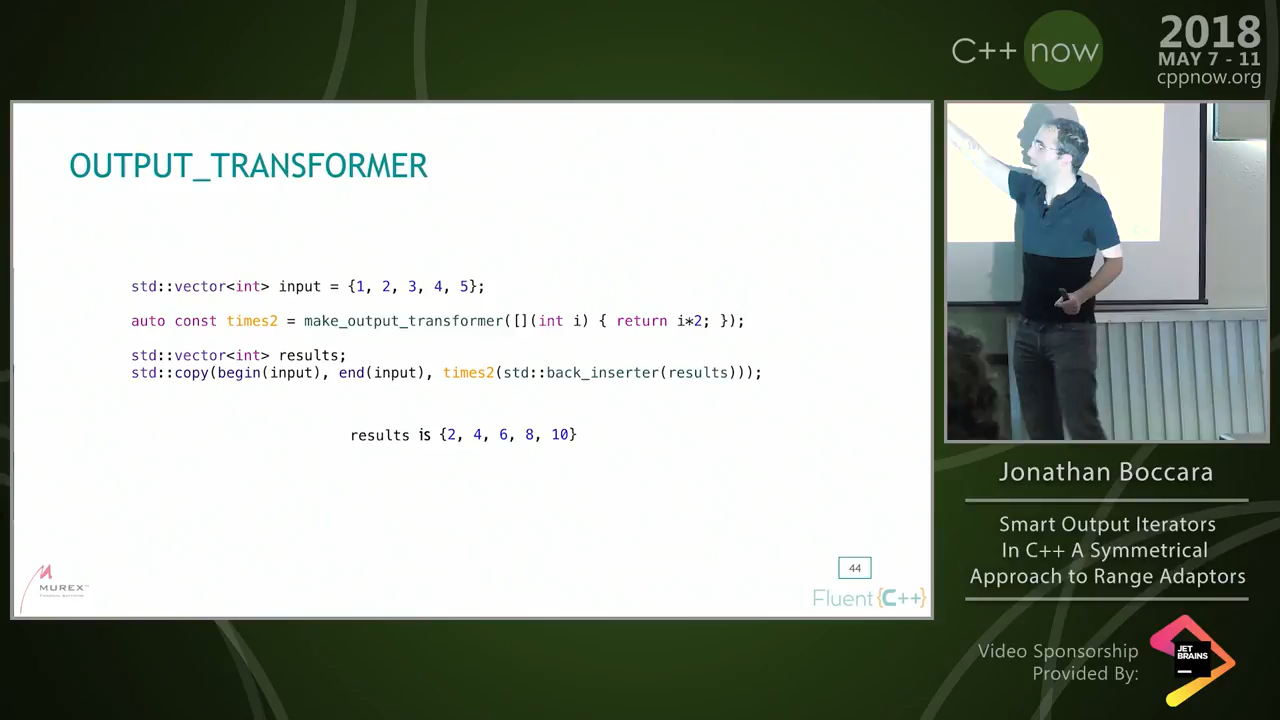 C++ now
2018
MAY 7 - 11
cppnow.org
OUTPUT_TRANSFORMER
std::vector<int> input = {1, 2, 3, 4, 5};
auto const times2 = make_output_transformer([](int i) { return i*2; });
std::vector<int> results;
std::copy(begin(input), end(input), times2(std::back_inserter(results)));
results is {2, 4, 6, 8, 10}
44
MUREX
Fluent {C++}
Jonathan Boccara
Smart Output Iterators
In C++ A Symmetrical
Approach to Range Adaptors
Video Sponsorship
Provided By:
JET
BRAINS